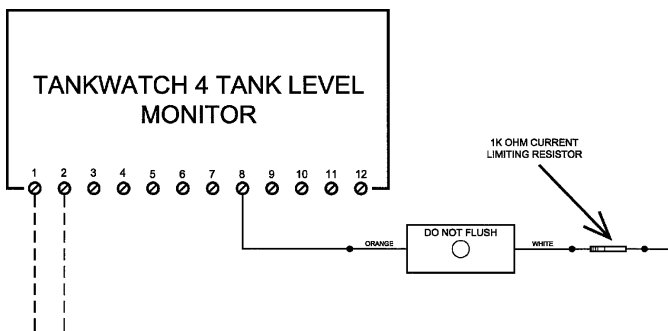 TANKWATCH 4 TANK LEVEL
MONITOR
1 2 3 4 5 6 7 8 9 10 11 12
1K OHM CURRENT
LIMITING RESISTOR
ORANGE
DO NOT FLUSH
WHITE